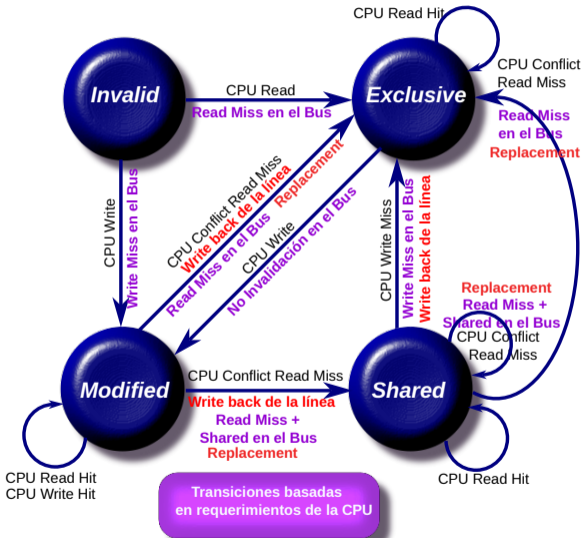 CPU Read Hit
Invalid
Exclusive
CPU Read
Read Miss en el Bus
CPU Conflict
Read Miss
Read Miss
en el Bus
Replacement
CPU Write
Write Miss en el Bus
CPU Conflict Read Miss
Write back de la línea
Replacement
Read Miss en el Bus
CPU Write
No Invalidación en el Bus
CPU Write Miss
Write Miss en el Bus
Write back de la línea
Replacement
Read Miss +
Shared en el Bus
CPU Conflict
Read Miss
Modified
CPU Conflict Read Miss
Write back de la línea
Read Miss +
Shared en el Bus
Replacement
Shared
CPU Read Hit
CPU Write Hit
CPU Read Hit
Transiciones basadas
en requerimientos de la CPU